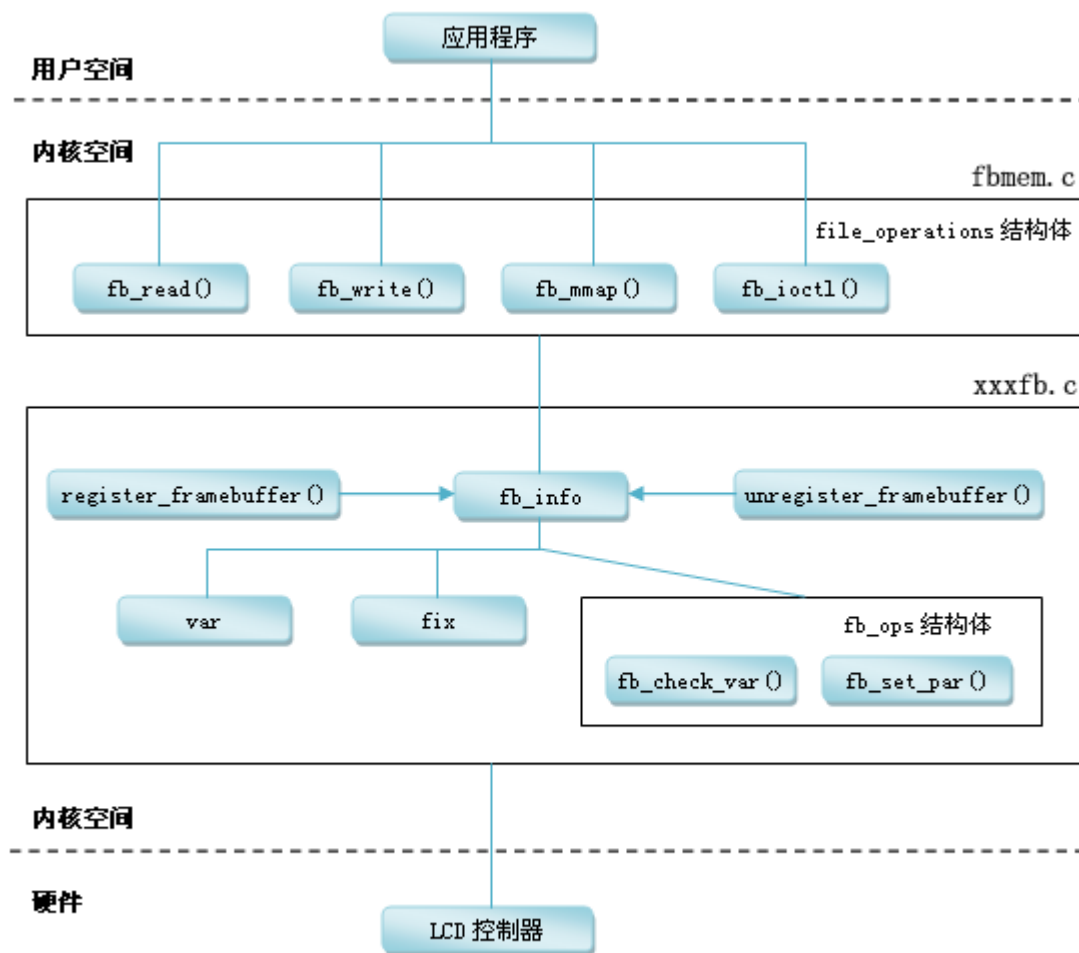 应用程序
用户空间
内核空间
fbmem.c
file_operations 结构体
fb_read()
fb_write()
fb_mmap()
fb_ioctl()
xxxfb.c
register_framebuffer()
fb_info
unregister_framebuffer()
var
fix
fb_ops 结构体
fb_check_var()
fb_set_par()
内核空间
硬件
LCD 控制器